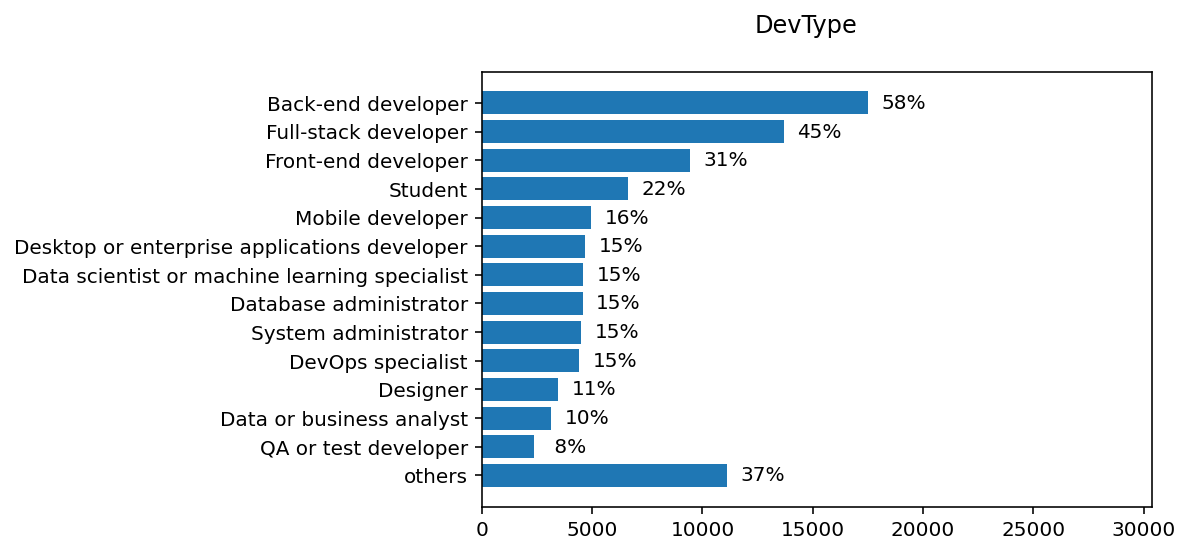 DevType
Back-end developer 58%
Full-stack developer 45%
Front-end developer 31%
Student 22%
Mobile developer 16%
Desktop or enterprise applications developer 15%
Data scientist or machine learning specialist 15%
Database administrator 15%
System administrator 15%
DevOps specialist 15%
Designer 11%
Data or business analyst 10%
QA or test developer 8%
others 37%
0 5000 10000 15000 20000 25000 30000